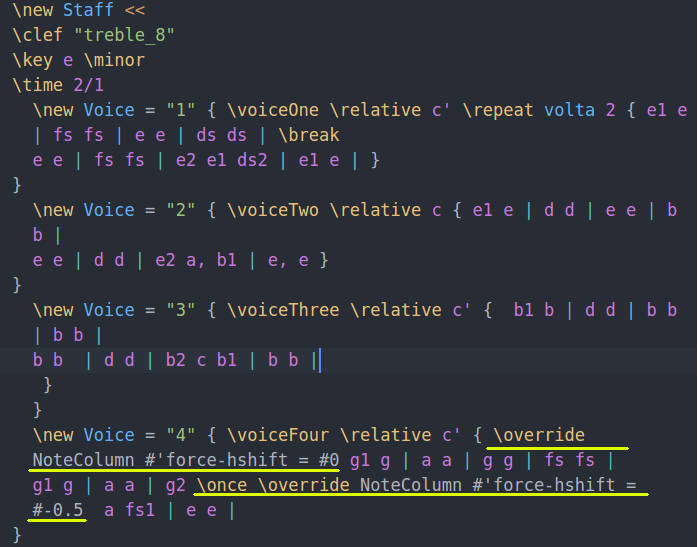 \new Staff <<
\clef "treble_8"
\key e \minor
\time 2/1
\new Voice = "1" { \voiceOne \relative c' \repeat volta 2 { e1 e
| fs fs | e e | ds ds | \break
e e | fs fs | e2 e1 ds2 | e1 e | }
}
\new Voice = "2" { \voiceTwo \relative c { e1 e | d d | e e | b
b |
e e | d d | e2 a, b1 | e, e }
}
\new Voice = "3" { \voiceThree \relative c' {  b1 b | d d | b b
| b b |
b b  | d d | b2 c b1 | b b |
}
}
\new Voice = "4" { \voiceFour \relative c' { \override
NoteColumn #'force-hshift = #0 g1 g | a a | g g | fs fs |
g1 g | a a | g2 \once \override NoteColumn #'force-hshift =
#-0.5  a fs1 | e e |
}